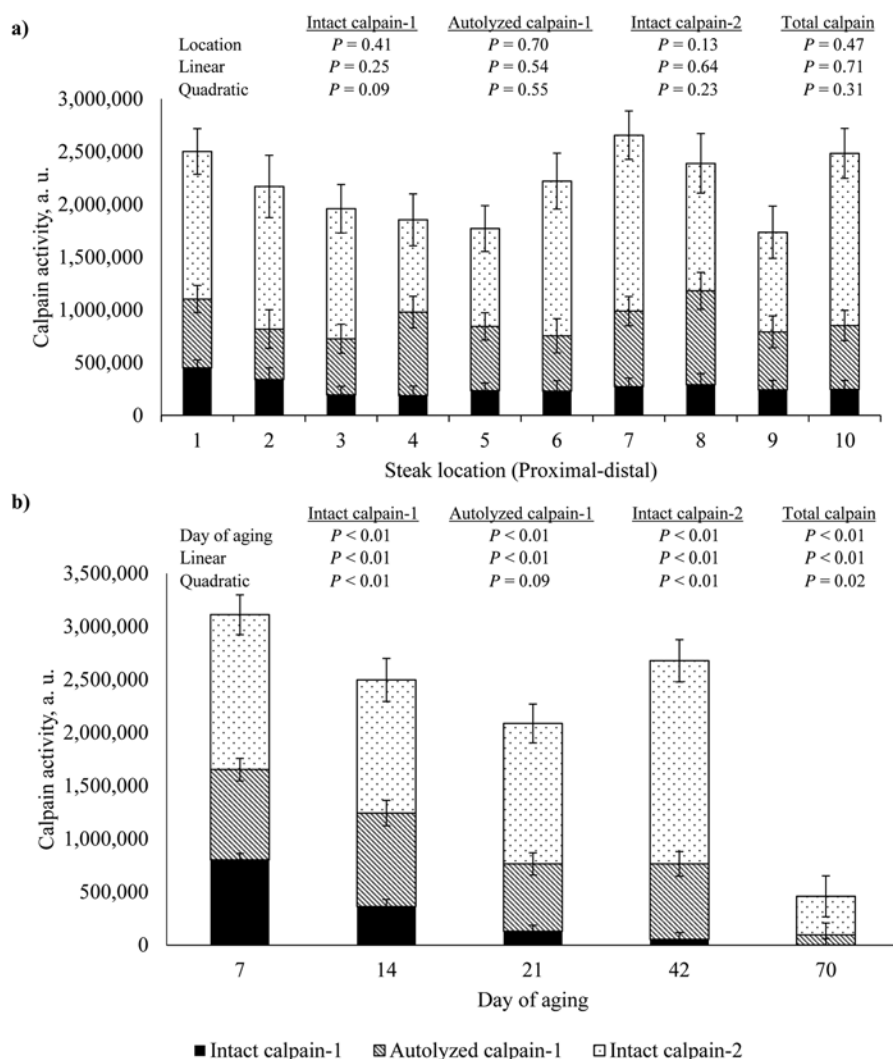 a)
Intact calpain-1 Autolyzed calpain-1 Intact calpain-2 Total calpain
Location P = 0.41 P = 0.70 P = 0.13 P = 0.47
Linear P = 0.25 P = 0.54 P = 0.64 P = 0.71
Quadratic P = 0.09 P = 0.55 P = 0.23 P = 0.31
Calpain activity, a. u.
3,000,000
2,500,000
2,000,000
1,500,000
1,000,000
500,000
0
1 2 3 4 5 6 7 8 9 10
Steak location (Proximal-distal)
b)
Intact calpain-1 Autolyzed calpain-1 Intact calpain-2 Total calpain
Day of aging P < 0.01 P < 0.01 P < 0.01 P < 0.01
Linear P < 0.01 P < 0.01 P < 0.01 P < 0.01
Quadratic P < 0.01 P = 0.09 P < 0.01 P = 0.02
Calpain activity, a. u.
3,500,000
3,000,000
2,500,000
2,000,000
1,500,000
1,000,000
500,000
0
7 14 21 42 70
Day of aging
Intact calpain-1 Autolyzed calpain-1 Intact calpain-2